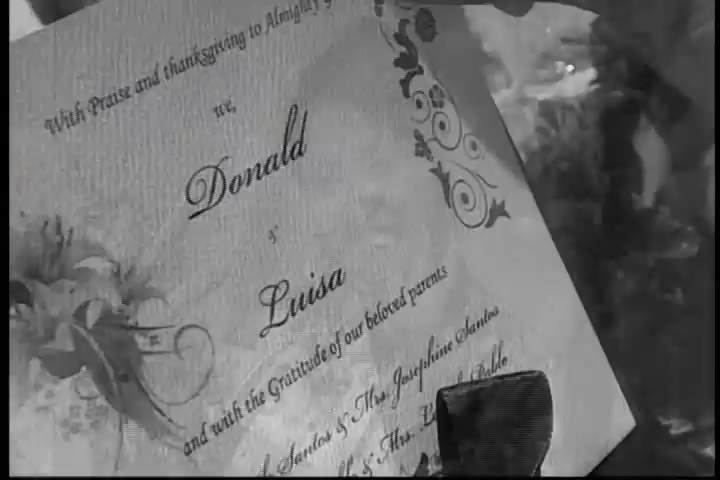 With Praise and thanksgiving to Almighty
we,
Donald
&
Luisa
and with the Gratitude of our beloved parents
Santos & Mrs. Josephine Santos
& Mrs. Pablo